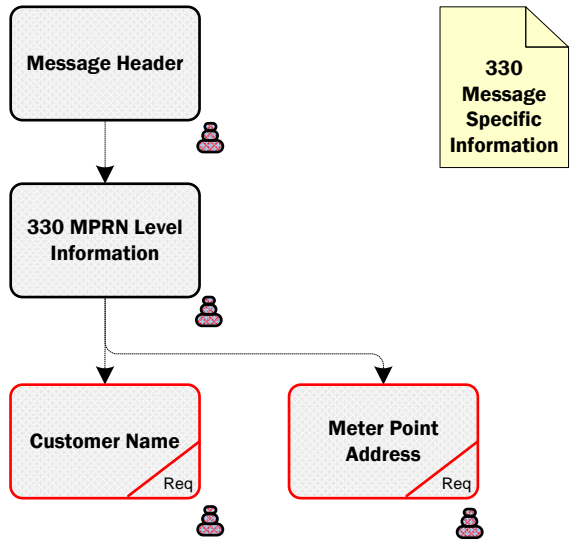 Message Header
330
Message
Specific
Information
330 MPRN Level
Information
Customer Name
Req
Meter Point
Address
Req